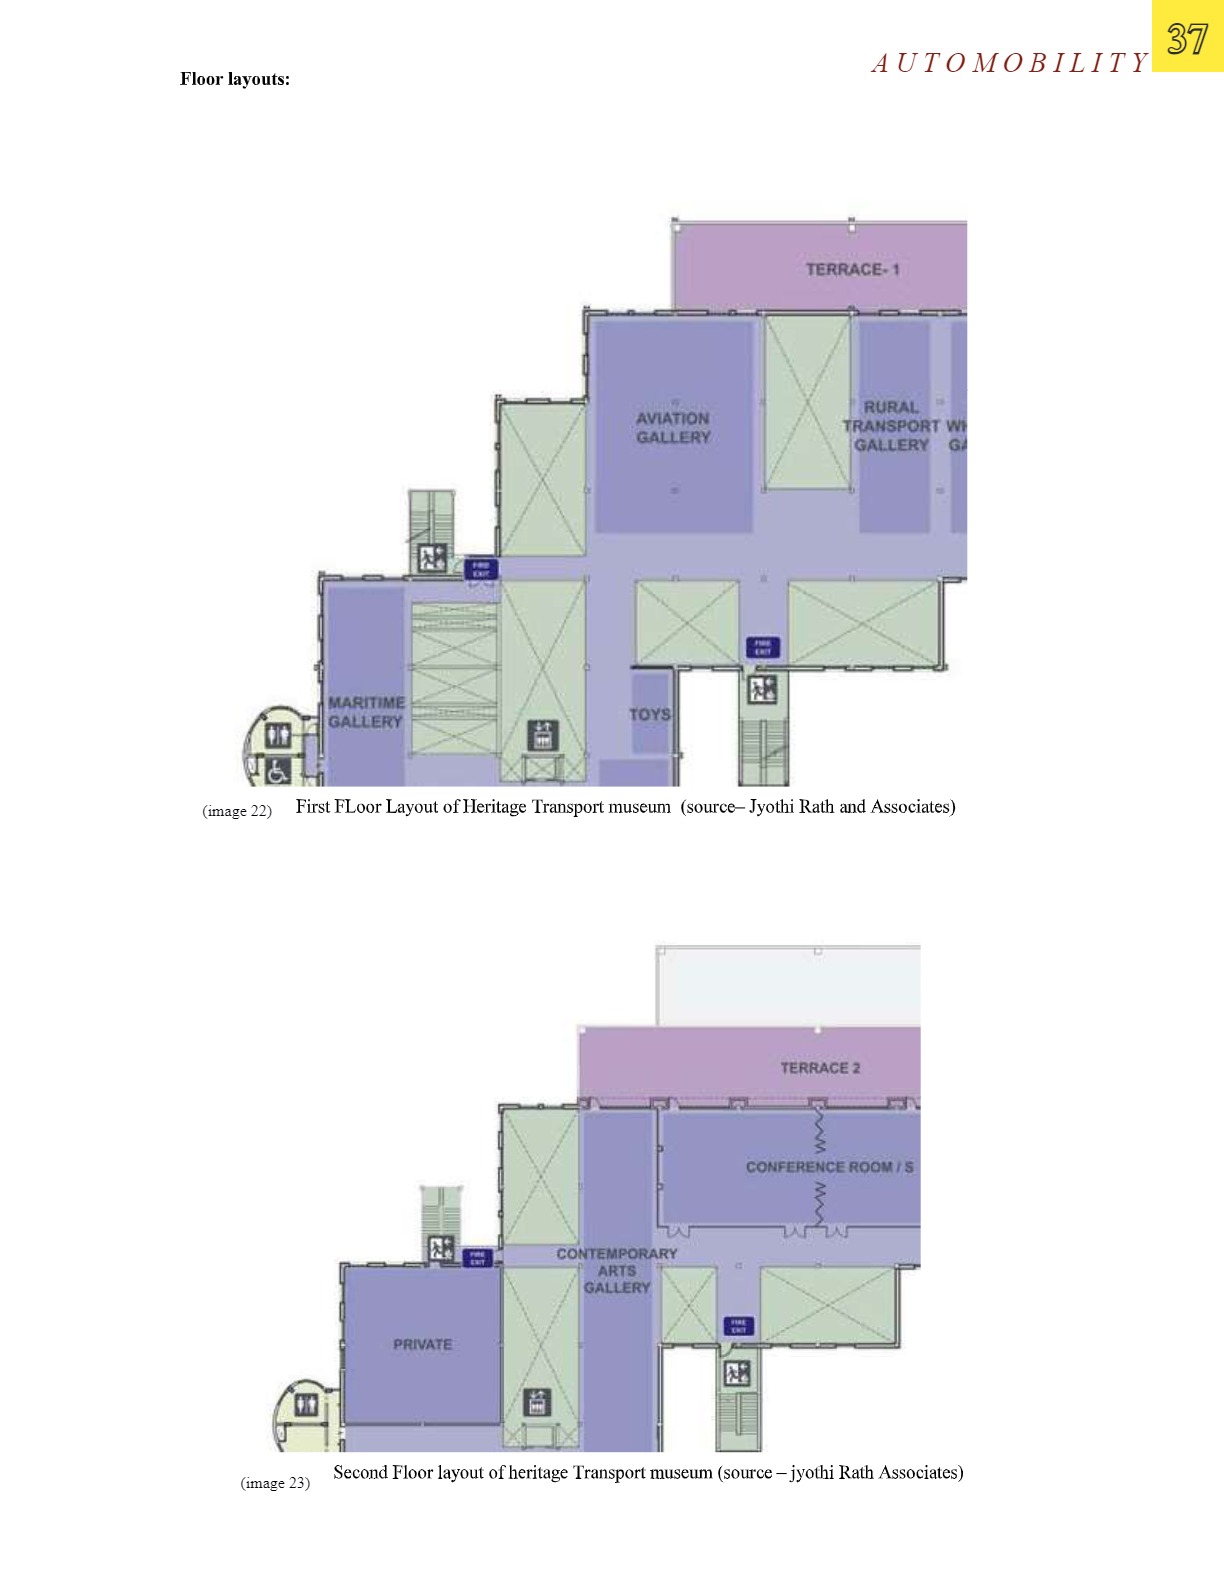 37
AUTOMOBILITY
Floor layouts:
TERRACE- 1
AVIATION
GALLERY
RURAL
TRANSPORT
GALLERY
WH
GA
FIRE
EXIT
FIRE
EXIT
MARITIME
GALLERY
TOYS
(image 22) First FLoor Layout of Heritage Transport museum (source– Jyothi Rath and Associates)
TERRACE 2
CONFERENCE ROOM / S
CONTEMPORARY
ARTS
GALLERY
FIRE
EXIT
FIRE
EXIT
PRIVATE
(image 23) Second Floor layout of heritage Transport museum (source – jyothi Rath Associates)